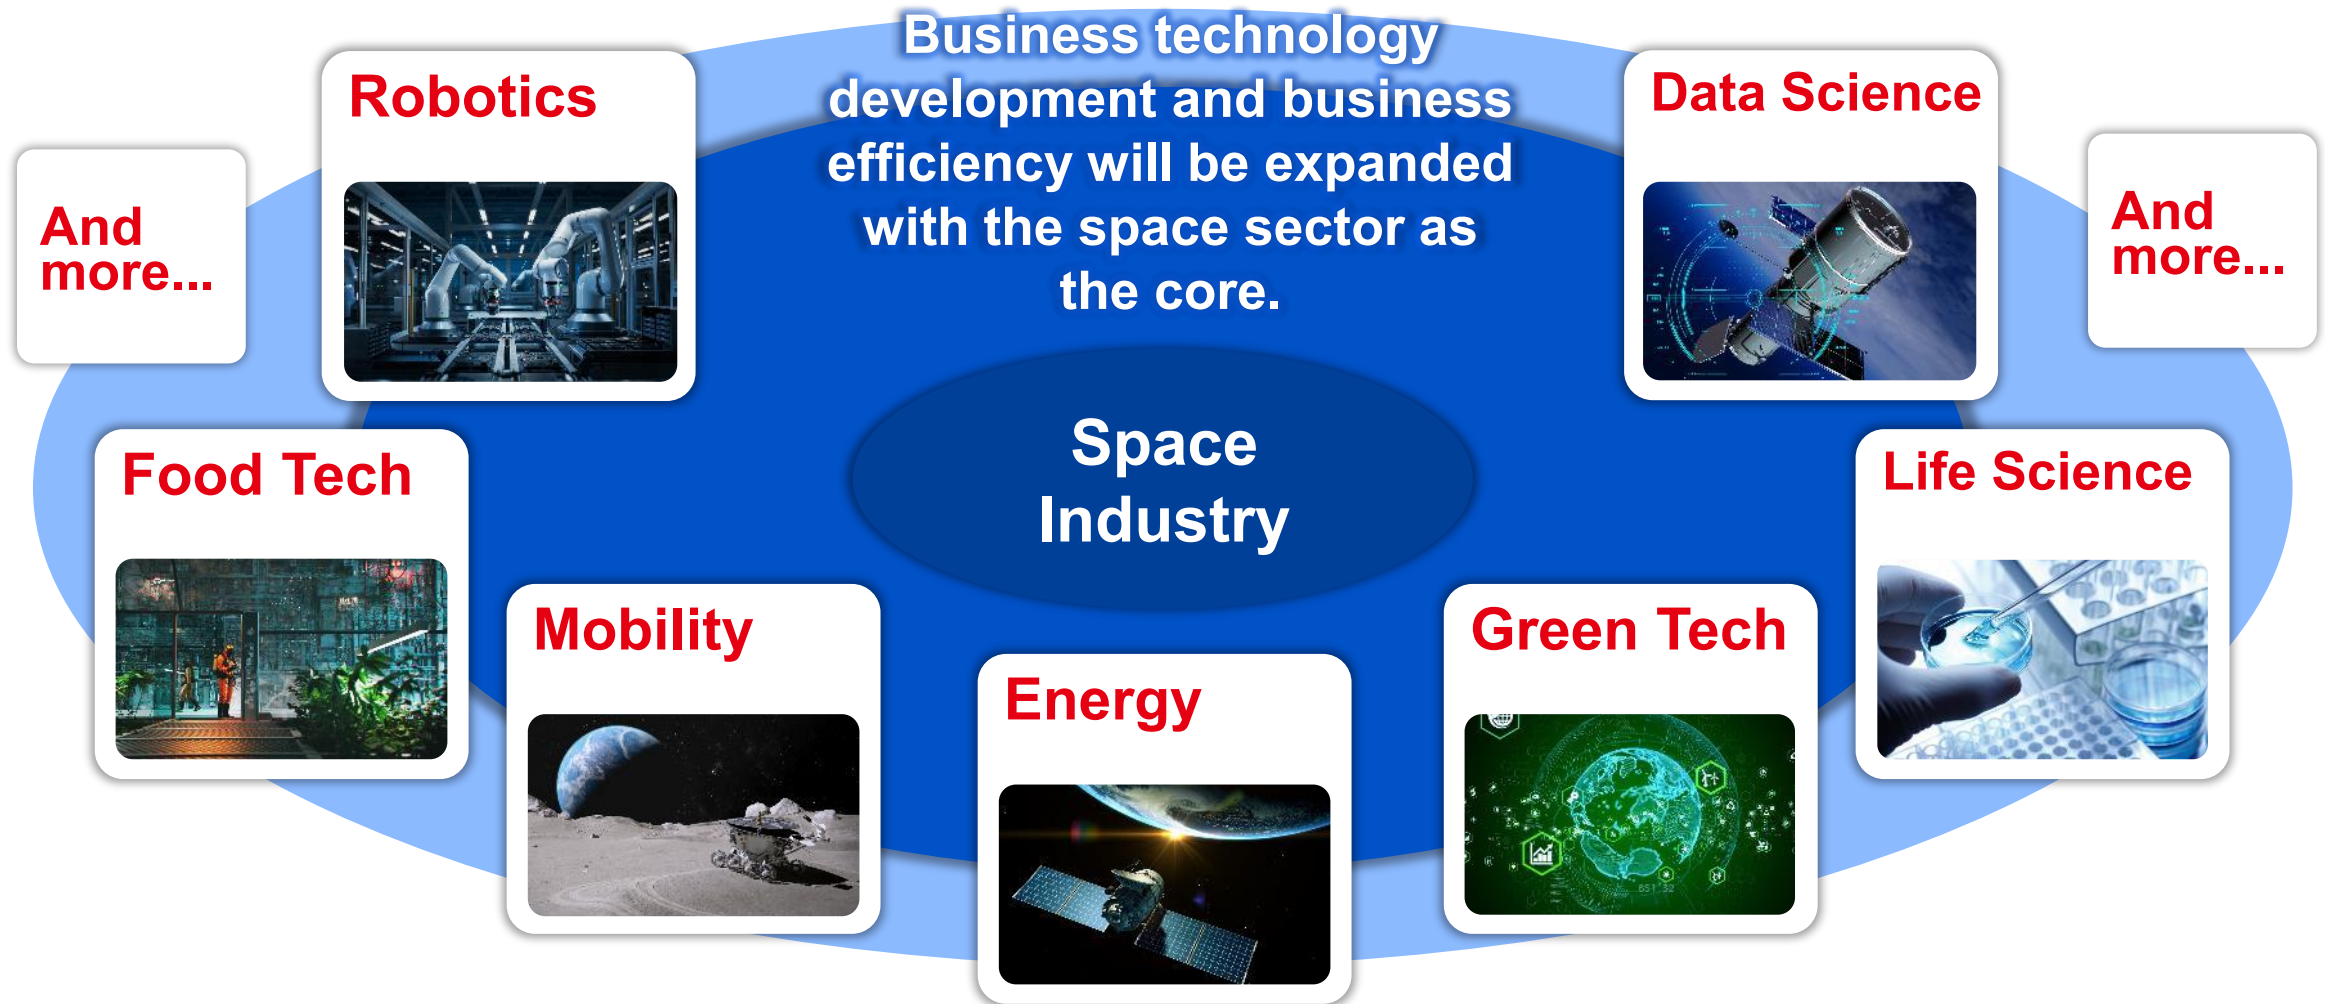 Business technology
development and business
efficiency will be expanded
with the space sector as
the core.
Robotics
Data Science
And
more...
And
more...
Food Tech
Space
Industry
Life Science
Mobility
Green Tech
Energy